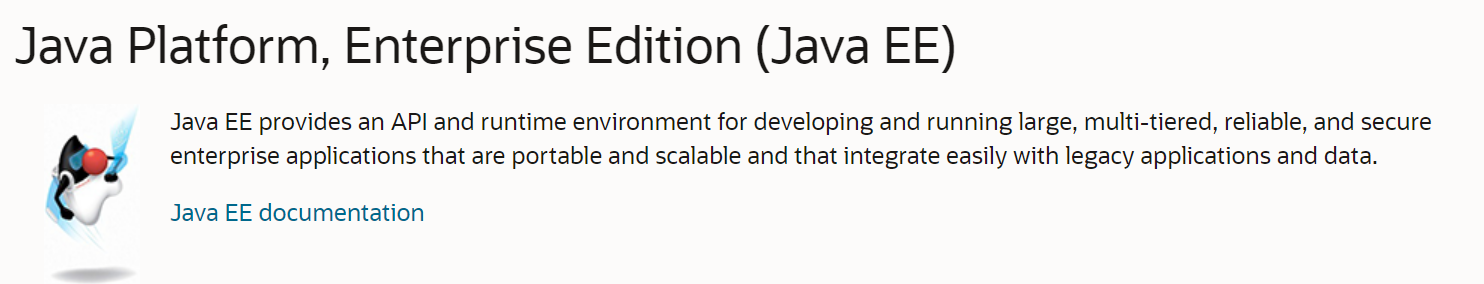 Java Platform, Enterprise Edition (Java EE)
Java EE provides an API and runtime environment for developing and running large, multi-tiered, reliable, and secure
enterprise applications that are portable and scalable and that integrate easily with legacy applications and data.
Java EE documentation